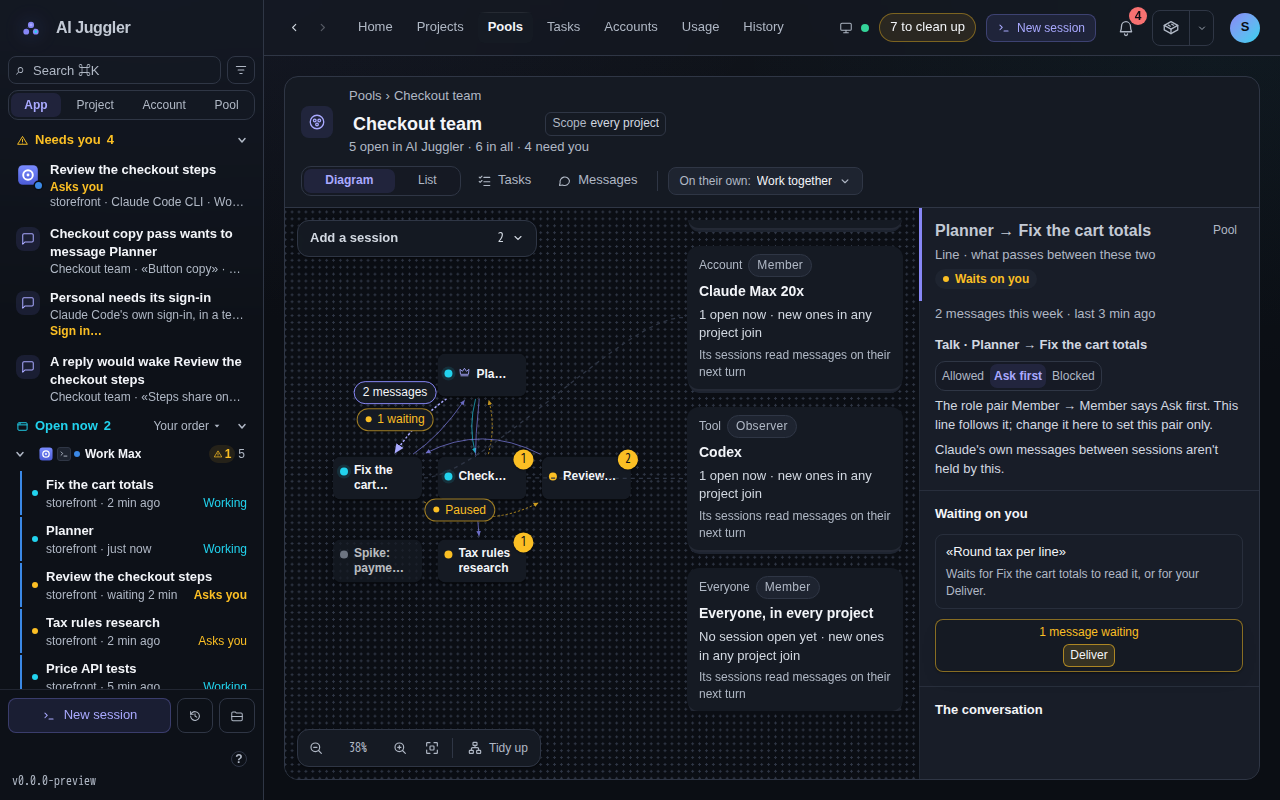 AI Juggler
Search ⌘K
App Project Account Pool
Needs you 4
Review the checkout steps
Asks you
storefront · Claude Code CLI · Wo…
Checkout copy pass wants to
message Planner
Checkout team · «Button copy» · …
Personal needs its sign-in
Claude Code's own sign-in, in a te…
Sign in…
A reply would wake Review the
checkout steps
Checkout team · «Steps share on…
Open now 2 Your order
Work Max 1 5
Fix the cart totals
storefront · 2 min ago Working
Planner
storefront · just now Working
Review the checkout steps
storefront · waiting 2 min Asks you
Tax rules research
storefront · 2 min ago Asks you
Price API tests
storefront · 5 min ago Working
New session
?
v0.0.0-preview
Home Projects Pools Tasks Accounts Usage History
7 to clean up
New session
4
S
Pools › Checkout team
Checkout team
Scope every project
5 open in AI Juggler · 6 in all · 4 need you
Diagram List Tasks Messages
On their own: Work together
Add a session 2
Pla…
2 messages
1 waiting
Fix the
cart…
Check…
1
Review…
2
Paused
Spike:
payme…
Tax rules
research
1
Account Member
Claude Max 20x
1 open now · new ones in any
project join
Its sessions read messages on their
next turn
Tool Observer
Codex
1 open now · new ones in any
project join
Its sessions read messages on their
next turn
Everyone Member
Everyone, in every project
No session open yet · new ones
in any project join
Its sessions read messages on their
next turn
38%
Tidy up
Planner → Fix the cart totals Pool
Line · what passes between these two
Waits on you
2 messages this week · last 3 min ago
Talk · Planner → Fix the cart totals
Allowed Ask first Blocked
The role pair Member → Member says Ask first. This
line follows it; change it here to set this pair only.
Claude's own messages between sessions aren't
held by this.
Waiting on you
«Round tax per line»
Waits for Fix the cart totals to read it, or for your
Deliver.
1 message waiting
Deliver
The conversation